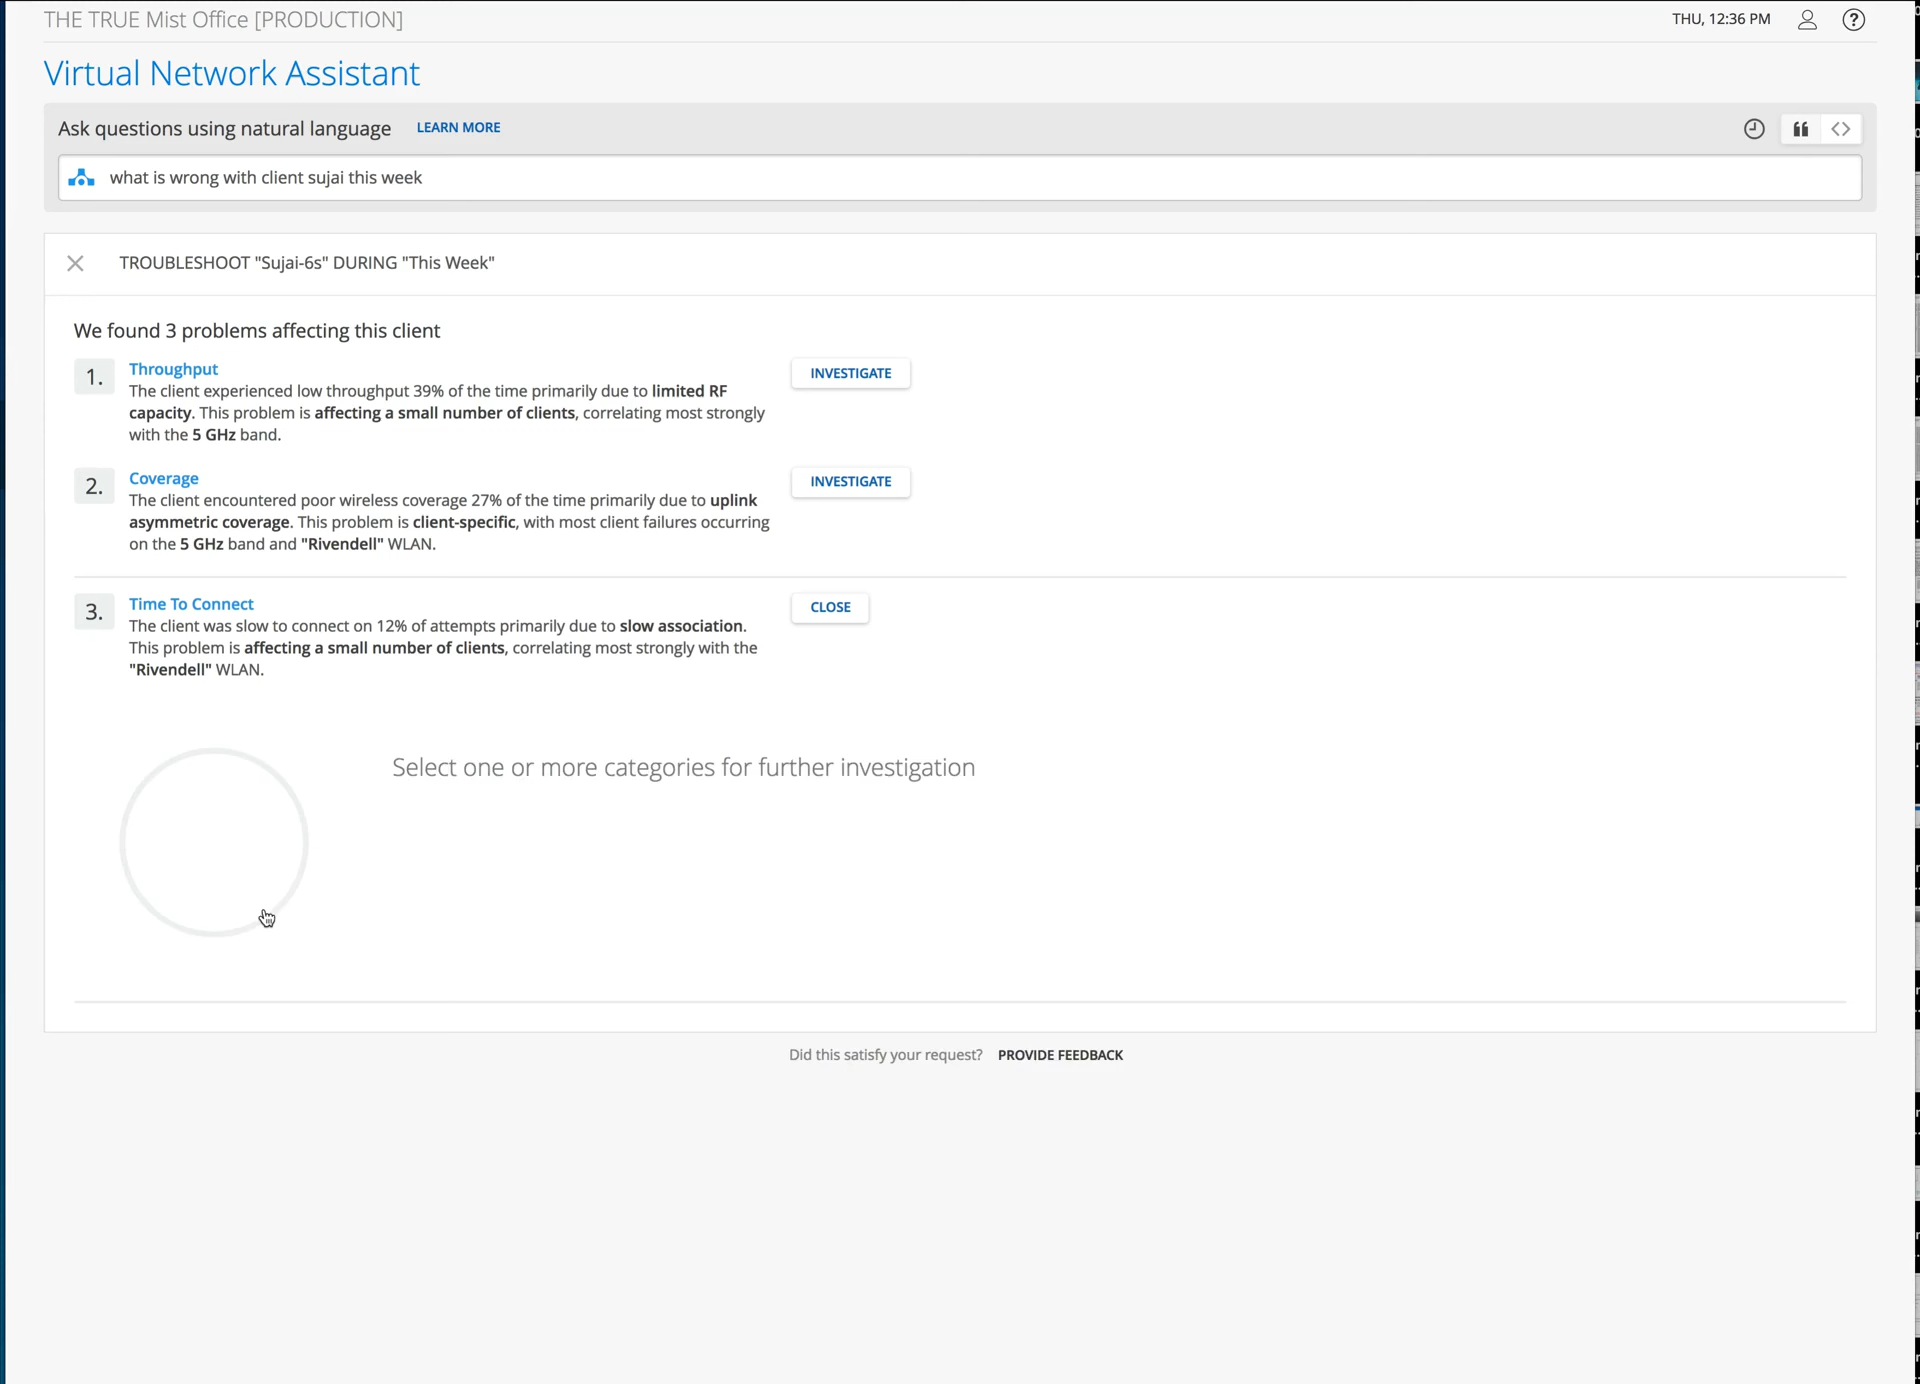 THE TRUE Mist Office [PRODUCTION]
THU, 12:36 PM
Virtual Network Assistant
Ask questions using natural language LEARN MORE
what is wrong with client sujai this week
TROUBLESHOOT "Sujai-6s" DURING "This Week"
We found 3 problems affecting this client
1. Throughput
INVESTIGATE
The client experienced low throughput 39% of the time primarily due to limited RF
capacity. This problem is affecting a small number of clients, correlating most strongly
with the 5 GHz band.
2. Coverage
INVESTIGATE
The client encountered poor wireless coverage 27% of the time primarily due to uplink
asymmetric coverage. This problem is client-specific, with most client failures occurring
on the 5 GHz band and "Rivendell" WLAN.
3. Time To Connect
CLOSE
The client was slow to connect on 12% of attempts primarily due to slow association.
This problem is affecting a small number of clients, correlating most strongly with the
"Rivendell" WLAN.
Select one or more categories for further investigation
Did this satisfy your request? PROVIDE FEEDBACK